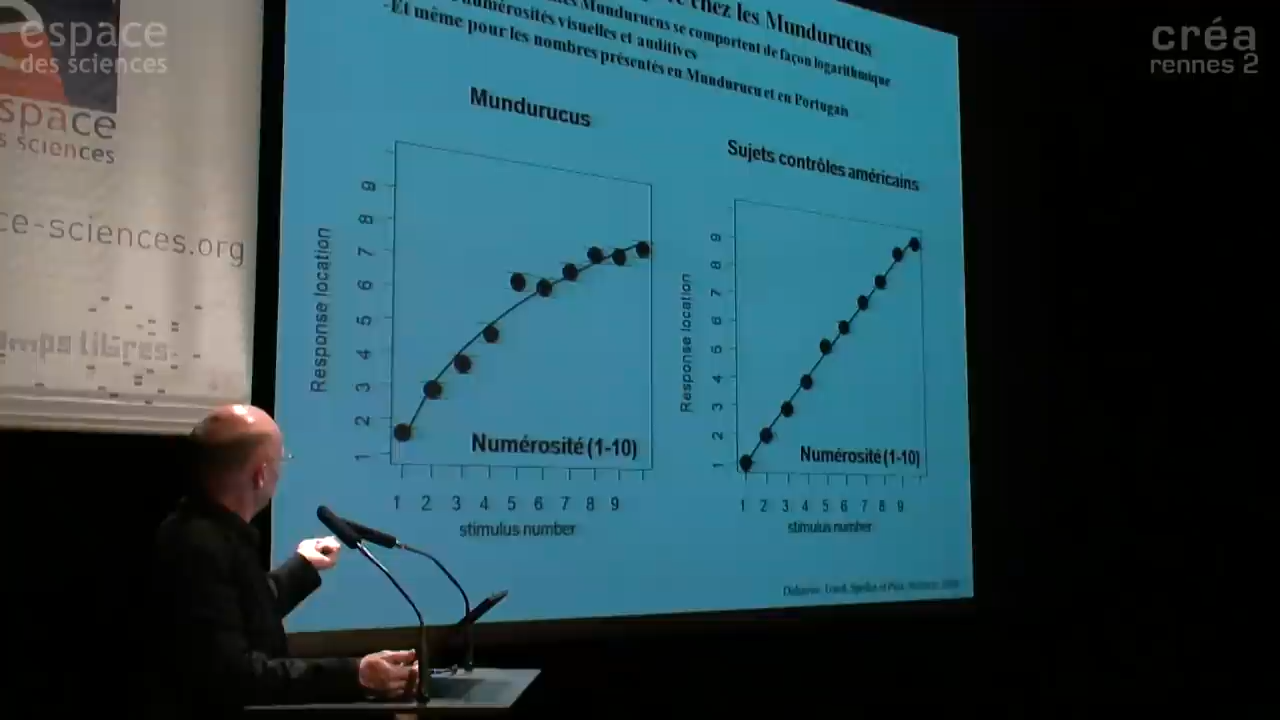 espace
des sciences
créa
rennes 2
space
s sciences
ce-sciences.org
mps libres
chez les Mundurucus
Mundurucus se comportent de façon logarithmique
numérosités visuelles et auditives
-Et même pour les nombres présentés en Mundurucu et en Portugais
Mundurucus
Response location
1 2 3 4 5 6 7 8 9
Numérosité (1-10)
1 2 3 4 5 6 7 8 9
stimulus number
Sujets contrôles américains
Response location
1 2 3 4 5 6 7 8 9
Numérosité (1-10)
1 2 3 4 5 6 7 8 9
stimulus number